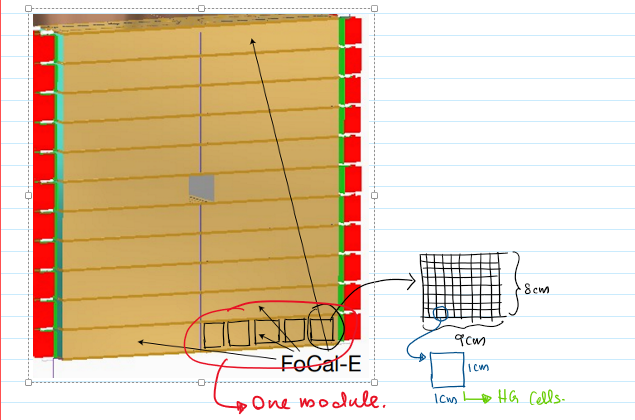 8cm
9cm
FoCal-E
1cm
1cm HG Cells.
One module.